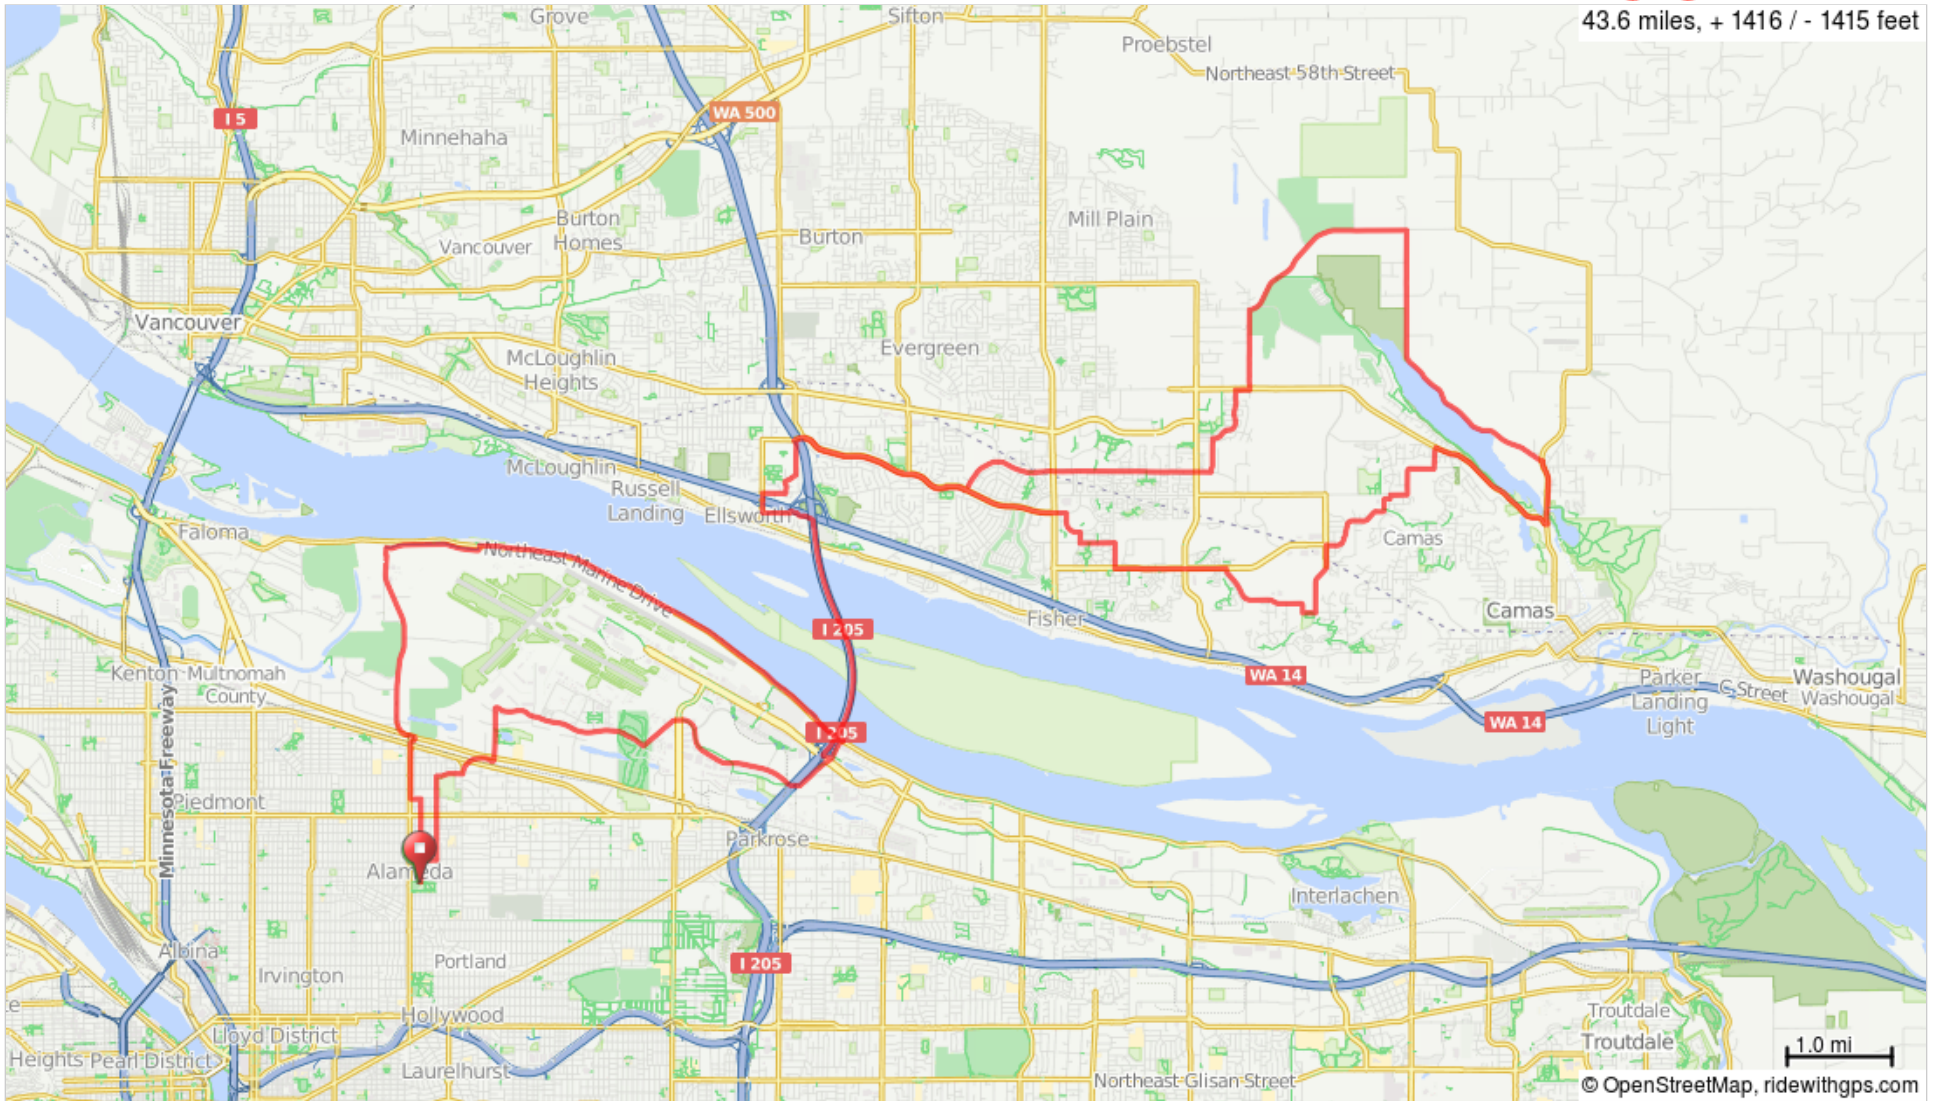 Grove
Sifton
43.6 miles, + 1416 / - 1415 feet
Proebstel
Northeast 58th Street
I 5
WA 500
Minnehaha
Burton
Homes
Mill Plain
Vancouver
Burton
Vancouver
Evergreen
McLoughlin
Heights
McLoughlin
Russell
Landing
Ellsworth
Faloma
Camas
Northeast Marine Drive
Camas
Fisher
I 205
Kenton
Multnomah
County
WA 14
Parker
Landing
Light
C Street
Washougal
Washougal
WA 14
I 205
Minnesota Freeway
Piedmont
Parkrose
Alameda
Interlachen
Albina
Irvington
Portland
I 205
Hollywood
Lloyd District
Troutdale
Troutdale
Heights
Pearl District
Laurelhurst
Northeast Glisan Street
1.0 mi
© OpenStreetMap, ridewithgps.com